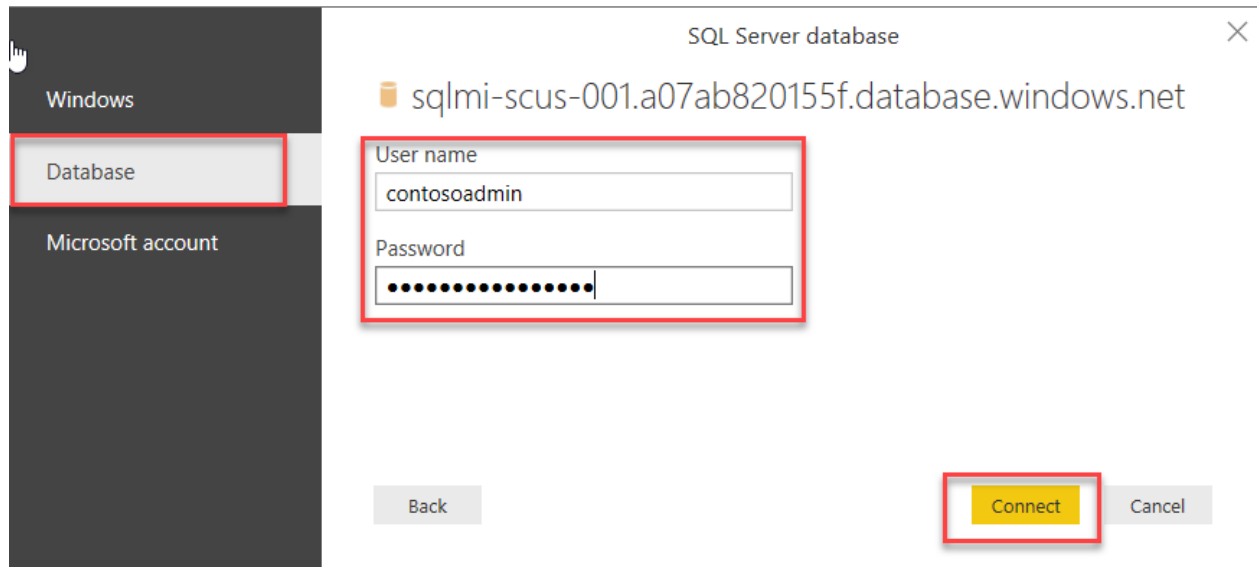 SQL Server database
Windows
Database
Microsoft account
sqlmi-scus-001.a07ab820155f.database.windows.net
User name
contosoadmin
Password
●●●●●●●●●●●●●●●●
Back
Connect
Cancel